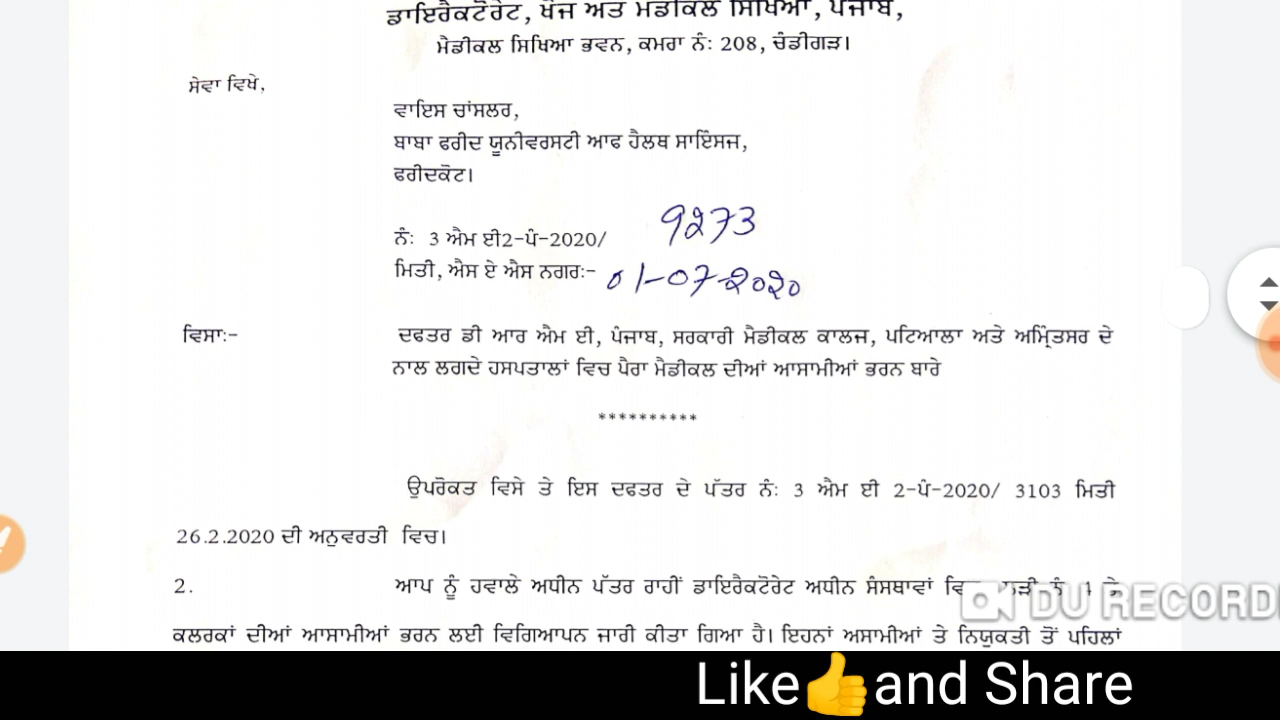 ਡਾਇਰੈਕਟੋਰੇਟ, ਖੋਜ ਅਤੇ ਮੈਡੀਕਲ ਸਿਖਿਆ, ਪੰਜਾਬ,
ਮੈਡੀਕਲ ਸਿਖਿਆ ਭਵਨ, ਕਮਰਾ ਨੰ: 208, ਚੰਡੀਗੜ।
ਸੇਵਾ ਵਿਖੇ,
ਵਾਇਸ ਚਾਂਸਲਰ,
ਬਾਬਾ ਫਰੀਦ ਯੂਨੀਵਰਸਟੀ ਆਫ ਹੈਲਥ ਸਾਇੰਸਜ,
ਫਰੀਦਕੋਟ।
ਨੰ: 3 ਐਮ ਈ2-ਪੰ-2020/ 9273
ਮਿਤੀ, ਐਸ ਏ ਐਸ ਨਗਰ:- 01-07-2020
ਵਿਸਾ:- ਦਫਤਰ ਡੀ ਆਰ ਐਮ ਈ, ਪੰਜਾਬ, ਸਰਕਾਰੀ ਮੈਡੀਕਲ ਕਾਲਜ, ਪਟਿਆਲਾ ਅਤੇ ਅਮ੍ਰਿੰਤਸਰ ਦੇ
ਨਾਲ ਲਗਦੇ ਹਸਪਤਾਲਾਂ ਵਿਚ ਪੈਰਾ ਮੈਡੀਕਲ ਦੀਆਂ ਆਸਾਮੀਆਂ ਭਰਨ ਬਾਰੇ
**********
ਉਪਰੋਕਤ ਵਿਸੇ ਤੇ ਇਸ ਦਫਤਰ ਦੇ ਪੱਤਰ ਨੰ: 3 ਐਮ ਈ 2-ਪੰ-2020/ 3103 ਮਿਤੀ
26.2.2020 ਦੀ ਅਨੁਵਰਤੀ ਵਿਚ।
2. ਆਪ ਨੂੰ ਹਵਾਲੇ ਅਧੀਨ ਪੱਤਰ ਰਾਹੀਂ ਡਾਇਰੈਕਟੋਰੇਟ ਅਧੀਨ ਸੰਸਥਾਵਾਂ
DU RECORD
ਕਲਰਕਾਂ ਦੀਆਂ ਆਸਾਮੀਆਂ ਭਰਨ ਲਈ ਵਿਗਿਆਪਨ ਜਾਰੀ ਕੀਤਾ ਗਿਆ ਹੈ। ਇਹਨਾਂ ਅਸਾਮੀਆਂ ਤੇ ਨਿਯੁਕਤੀ ਤੋਂ ਪਹਿਲਾਂ
Like👍and Share